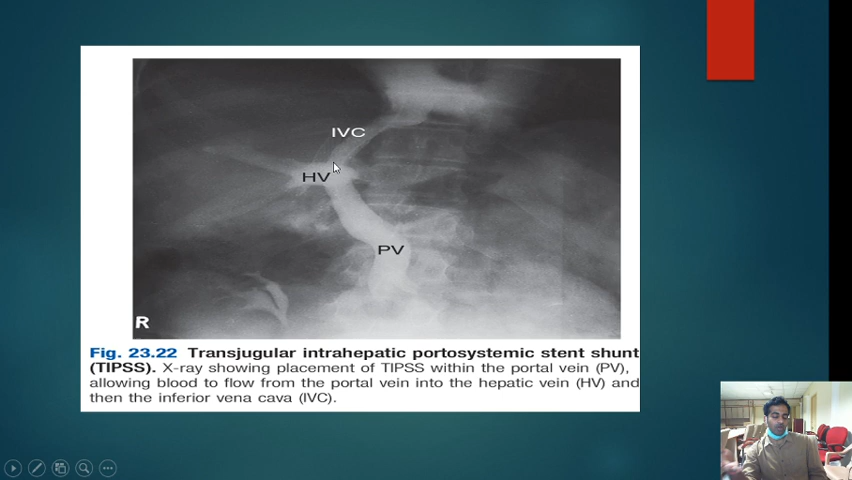 IVC
HV
PV
R
Fig. 23.22 Transjugular intrahepatic portosystemic stent shunt
(TIPSS). X-ray showing placement of TIPSS within the portal vein (PV),
allowing blood to flow from the portal vein into the hepatic vein (HV) and
then the inferior vena cava (IVC).